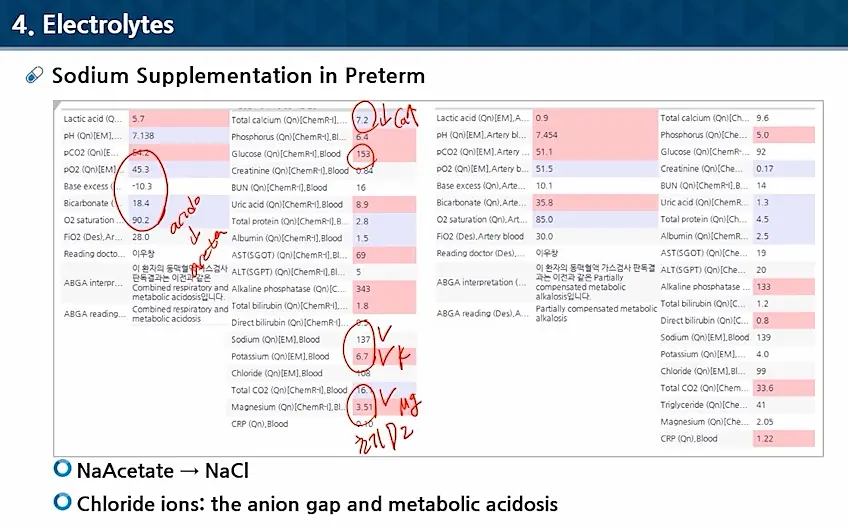 4. Electrolytes
Sodium Supplementation in Preterm
Lactic acid (Q... 5.7
pH (Qn)[EM],... 7.138
pCO2 (Qn)[E... 54.2
pO2 (Qn)[EM]... 45.3
Base excess (... -10.3
Bicarbonate (... 18.4
O2 saturation ... 90.2
FiO2 (Des),Ar... 28.0
Reading docto... 이우창
ABGA interpr... 이 환자의 동맥혈액 가스검사
판독결과는 이전과 같은
Combined respiratory and
metabolic acidosis입니다.
ABGA reading... Combined respiratory and
metabolic acidosis
acido
↓
Total calcium (Qn)[ChemR-I],... 7.2 ↓ Ca
Phosphorus (Qn)[ChemR-I],Bl... 6.4
Glucose (Qn)[ChemR-I],Blood 153
Creatinine (Qn)[ChemR-I],Blood 0.84
BUN (Qn)[ChemR-I],Blood 16
Uric acid (Qn)[ChemR-I],Blood 8.9
Total protein (Qn)[ChemR-I],... 2.8
Albumin (Qn)[ChemR-I],Blood 1.5
AST(SGOT) (Qn)[ChemR-I],Bl... 69
ALT(SGPT) (Qn)[ChemR-I],Bl... 5
Alkaline phosphatase (Qn)[C... 343
Total bilirubin (Qn)[ChemR-I]... 1.8
Direct bilirubin (Qn)[ChemR-I...
Sodium (Qn)[EM],Blood 137
Potassium (Qn)[EM],Blood 6.7 K
Chloride (Qn)[EM],Blood 108
Total CO2 (Qn)[ChemR-I],Blood 16.
Magnesium (Qn)[ChemR-I],Bl... 3.51 Mg
CRP (Qn),Blood 0.10
Lactic acid (Qn)[EM],A... 0.9
pH (Qn)[EM],Artery bl... 7.454
pCO2 (Qn)[EM],Artery ... 51.1
pO2 (Qn)[EM],Artery ... 51.5
Base excess (Qn),Arte... 10.1
Bicarbonate (Qn),Arte... 35.8
O2 saturation (Qn),Art... 85.0
FiO2 (Des),Artery blood 30.0
Reading doctor (Des),... 이우창
ABGA interpretation (... 이 환자의 동맥혈액 가스검사 판독결
과는 이전과 같은 Partially
compensated metabolic
alkalosis입니다.
ABGA reading (Des),A... Partially compensated metabolic
alkalosis
Total calcium (Qn)[Ch... 9.6
Phosphorus (Qn)[Che... 5.0
Glucose (Qn)[ChemR-... 92
Creatinine (Qn)[Che... 0.17
BUN (Qn)[ChemR-I],Bl... 14
Uric acid (Qn)[ChemR... 1.3
Total protein (Qn)[Ch... 4.5
Albumin (Qn)[ChemR... 2.5
AST(SGOT) (Qn)[Che... 19
ALT(SGPT) (Qn)[Che... 20
Alkaline phosphatase ... 133
Total bilirubin (Qn)[C... 1.2
Direct bilirubin (Qn)[C... 0.8
Sodium (Qn)[EM],Blood 139
Potassium (Qn)[EM],... 4.0
Chloride (Qn)[EM],Bl... 99
Total CO2 (Qn)[Chem... 33.6
Triglyceride (Qn)[Che... 41
Magnesium (Qn)[Che... 2.05
CRP (Qn),Blood 1.22
NaAcetate → NaCl
Chloride ions: the anion gap and metabolic acidosis